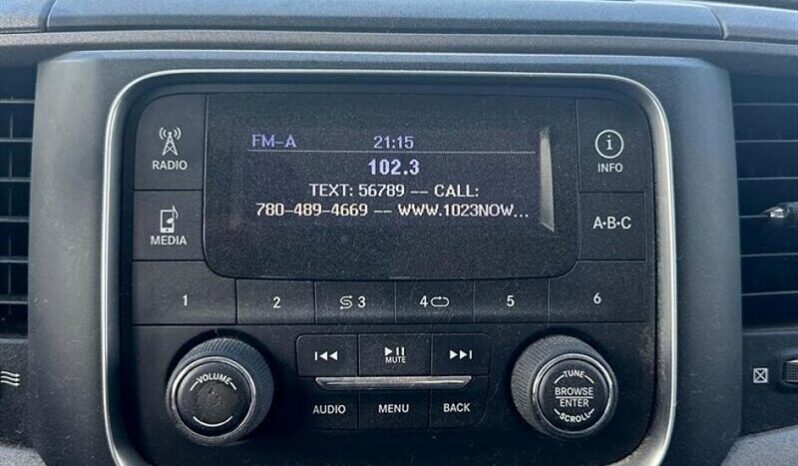 FM-A 21:15
102.3
TEXT: 56789 -- CALL:
780-489-4669 -- WWW.1023NOW...
RADIO
INFO
MEDIA
A•B•C
1 2 3 4 5 6
VOLUME
MUTE
TUNE
BROWSE
ENTER
SCROLL
AUDIO MENU BACK